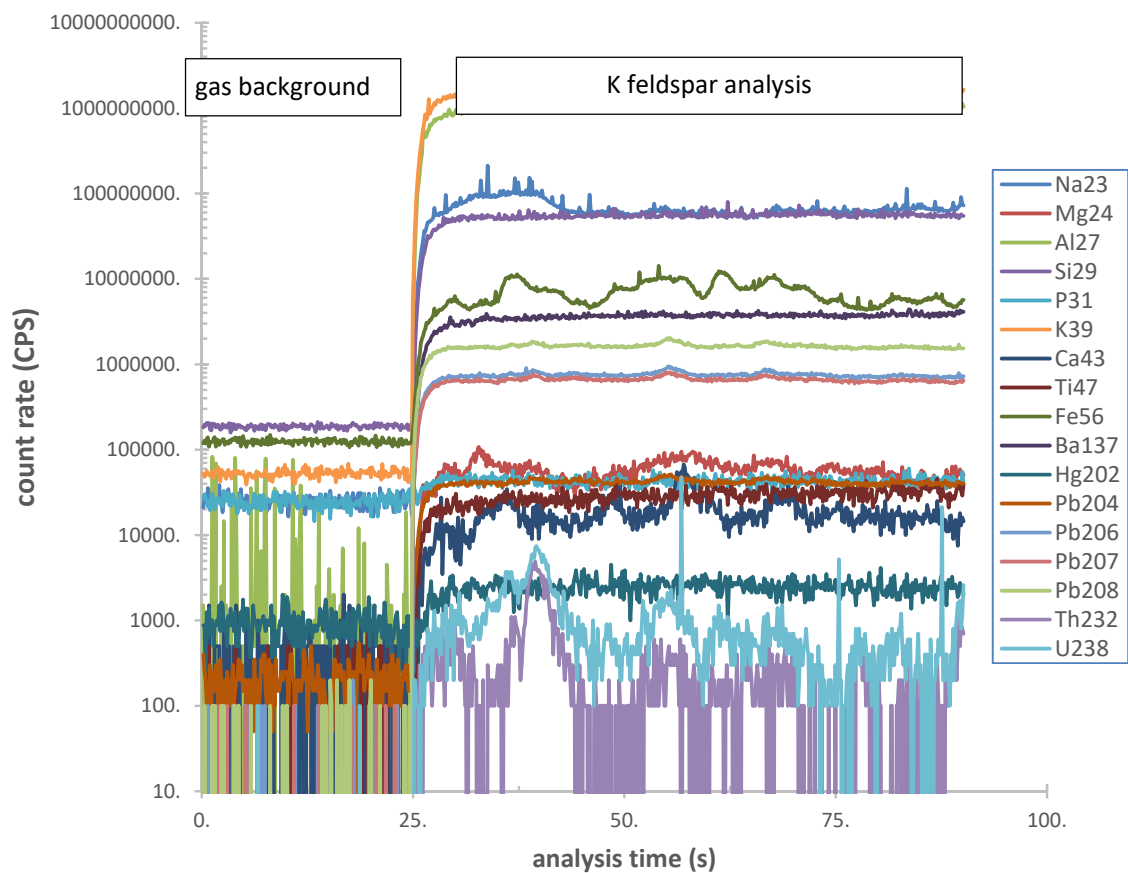 10000000000.
1000000000.
100000000.
10000000.
1000000.
100000.
10000.
1000.
100.
10.
count rate (CPS)
gas background
K feldspar analysis
0.
25.
50.
75.
100.
analysis time (s)
Na23
Mg24
Al27
Si29
P31
K39
Ca43
Ti47
Fe56
Ba137
Hg202
Pb204
Pb206
Pb207
Pb208
Th232
U238